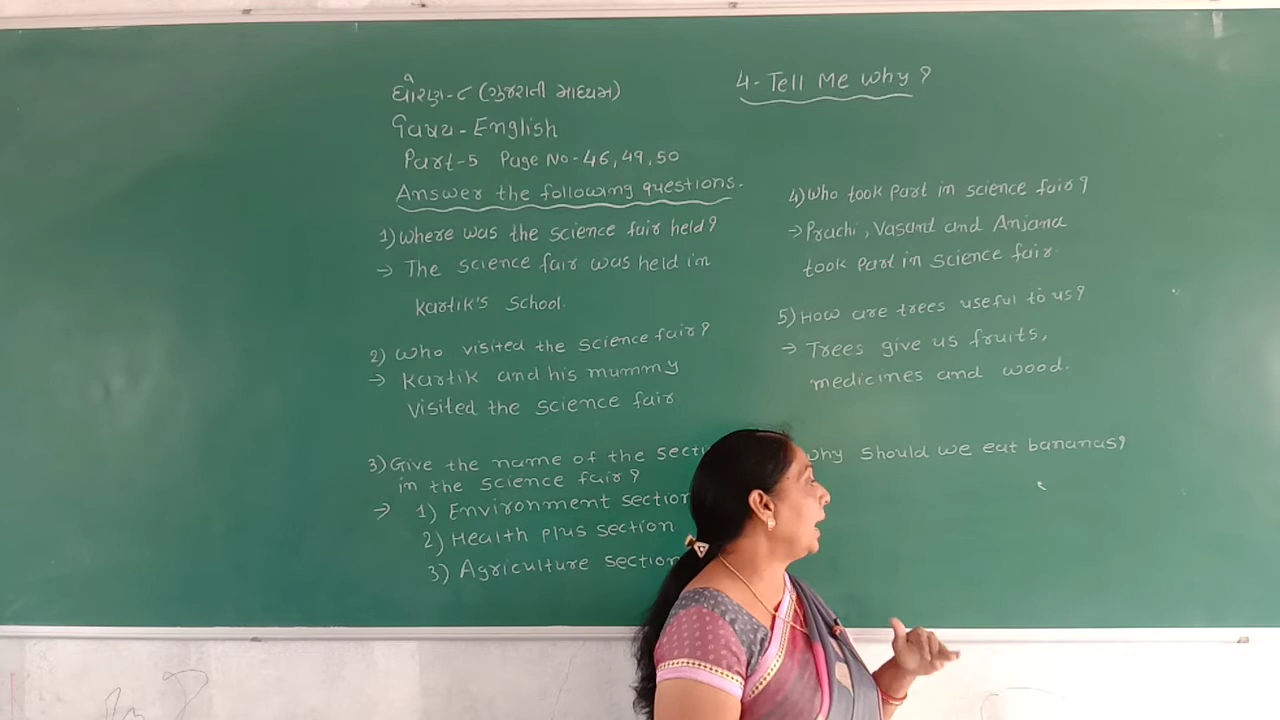 ધોરણ-૮ (ગુજરાતી માધ્યમ)
વિષય-English
Part-5 Page No-46,49,50
Answer the following questions.
1) Where was the science fair held?
→ The science fair was held in
Kartik's School.
2) Who visited the science fair?
→ Kartik and his mummy
visited the science fair.
3) Give the name of the
in the science fair?
→ 1) Environment section
2) Health plus section
3) Agriculture section
4- Tell Me Why?
4) Who took part in science fair?
→ Prachi, Vasant and Anjana
took part in science fair.
5) How are trees useful to us?
→ Trees give us fruits,
medicines and wood.
Why should we eat bananas?